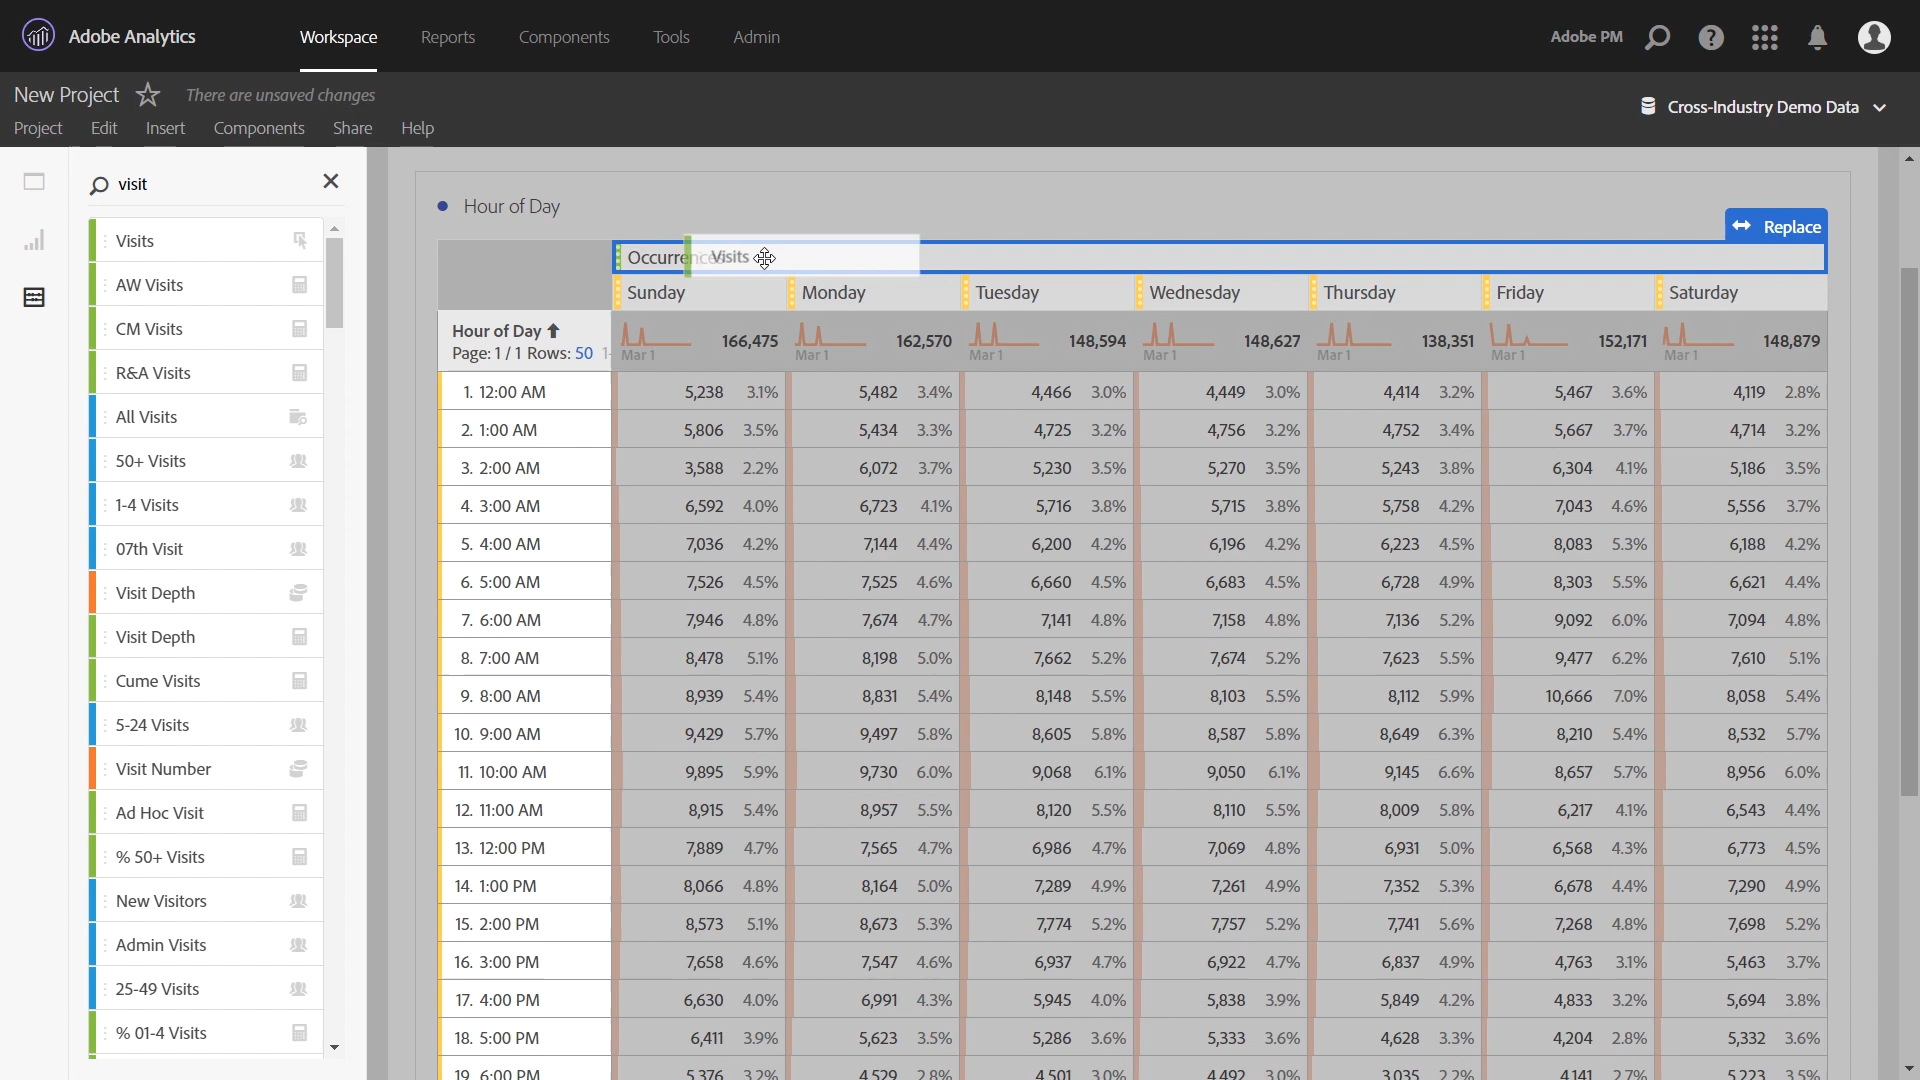 Adobe Analytics
Workspace Reports Components Tools Admin
Adobe PM
New Project There are unsaved changes
Cross-Industry Demo Data
Project Edit Insert Components Share Help
visit
Visits
AW Visits
CM Visits
R&A Visits
All Visits
50+ Visits
1-4 Visits
07th Visit
Visit Depth
Visit Depth
Cume Visits
5-24 Visits
Visit Number
Ad Hoc Visit
% 50+ Visits
New Visitors
Admin Visits
25-49 Visits
% 01-4 Visits
Hour of Day
Replace
Visits
Sunday Monday Tuesday Wednesday Thursday Friday Saturday
Hour of Day
Page: 1 / 1 Rows: 50 1-
Mar 1 166,475 Mar 1 162,570 Mar 1 148,594 Mar 1 148,627 Mar 1 138,351 Mar 1 152,171 Mar 1 148,879
1. 12:00 AM 5,238 3.1% 5,482 3.4% 4,466 3.0% 4,449 3.0% 4,414 3.2% 5,467 3.6% 4,119 2.8%
2. 1:00 AM 5,806 3.5% 5,434 3.3% 4,725 3.2% 4,756 3.2% 4,752 3.4% 5,667 3.7% 4,714 3.2%
3. 2:00 AM 3,588 2.2% 6,072 3.7% 5,230 3.5% 5,270 3.5% 5,243 3.8% 6,304 4.1% 5,186 3.5%
4. 3:00 AM 6,592 4.0% 6,723 4.1% 5,716 3.8% 5,715 3.8% 5,758 4.2% 7,043 4.6% 5,556 3.7%
5. 4:00 AM 7,036 4.2% 7,144 4.4% 6,200 4.2% 6,196 4.2% 6,223 4.5% 8,083 5.3% 6,188 4.2%
6. 5:00 AM 7,526 4.5% 7,525 4.6% 6,660 4.5% 6,683 4.5% 6,728 4.9% 8,303 5.5% 6,621 4.4%
7. 6:00 AM 7,946 4.8% 7,674 4.7% 7,141 4.8% 7,158 4.8% 7,136 5.2% 9,092 6.0% 7,094 4.8%
8. 7:00 AM 8,478 5.1% 8,198 5.0% 7,662 5.2% 7,674 5.2% 7,623 5.5% 9,477 6.2% 7,610 5.1%
9. 8:00 AM 8,939 5.4% 8,831 5.4% 8,148 5.5% 8,103 5.5% 8,112 5.9% 10,666 7.0% 8,058 5.4%
10. 9:00 AM 9,429 5.7% 9,497 5.8% 8,605 5.8% 8,587 5.8% 8,649 6.3% 8,210 5.4% 8,532 5.7%
11. 10:00 AM 9,895 5.9% 9,730 6.0% 9,068 6.1% 9,050 6.1% 9,145 6.6% 8,657 5.7% 8,956 6.0%
12. 11:00 AM 8,915 5.4% 8,957 5.5% 8,120 5.5% 8,110 5.5% 8,009 5.8% 6,217 4.1% 6,543 4.4%
13. 12:00 PM 7,889 4.7% 7,565 4.7% 6,986 4.7% 7,069 4.8% 6,931 5.0% 6,568 4.3% 6,773 4.5%
14. 1:00 PM 8,066 4.8% 8,164 5.0% 7,289 4.9% 7,261 4.9% 7,352 5.3% 6,678 4.4% 7,290 4.9%
15. 2:00 PM 8,573 5.1% 8,673 5.3% 7,774 5.2% 7,757 5.2% 7,741 5.6% 7,268 4.8% 7,698 5.2%
16. 3:00 PM 7,658 4.6% 7,547 4.6% 6,937 4.7% 6,922 4.7% 6,837 4.9% 4,763 3.1% 5,463 3.7%
17. 4:00 PM 6,630 4.0% 6,991 4.3% 5,945 4.0% 5,838 3.9% 5,849 4.2% 4,833 3.2% 5,694 3.8%
18. 5:00 PM 6,411 3.9% 5,623 3.5% 5,286 3.6% 5,333 3.6% 4,628 3.3% 4,204 2.8% 5,332 3.6%
19. 6:00 PM 5,376 3.2% 4,529 2.8% 4,501 3.0% 4,492 3.0% 3,035 2.2% 4,141 2.7% 5,223 3.5%